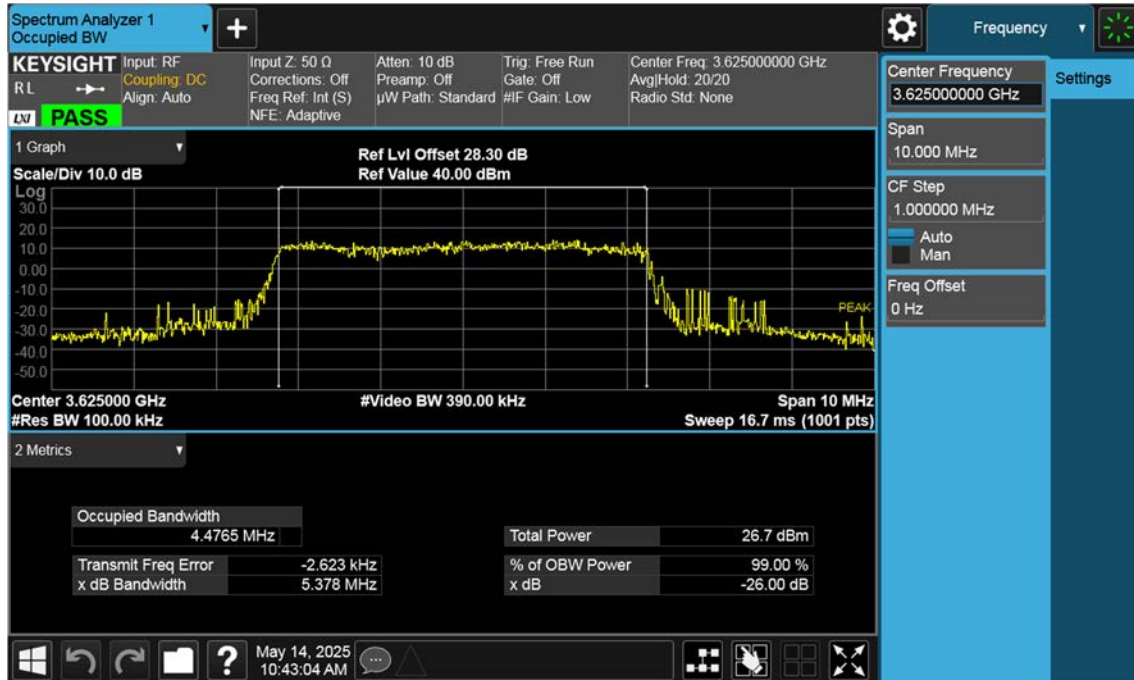 Spectrum Analyzer 1
Occupied BW
Frequency
KEYSIGHT
R L
LXI PASS
Input: RF
Coupling: DC
Align: Auto
Input Z: 50 Ω
Corrections: Off
Freq Ref: Int (S)
NFE: Adaptive
Atten: 10 dB
Preamp: Off
µW Path: Standard
Trig: Free Run
Gate: Off
#IF Gain: Low
Center Freq: 3.625000000 GHz
Avg|Hold: 20/20
Radio Std: None
Center Frequency
3.625000000 GHz
Settings
Span
10.000 MHz
CF Step
1.000000 MHz
Auto
Man
Freq Offset
0 Hz
1 Graph
Scale/Div 10.0 dB
Ref Lvl Offset 28.30 dB
Ref Value 40.00 dBm
Log
30.0
20.0
10.0
0.00
-10.0
-20.0
-30.0
-40.0
-50.0
PEAK
Center 3.625000 GHz
#Video BW 390.00 kHz
Span 10 MHz
#Res BW 100.00 kHz
Sweep 16.7 ms (1001 pts)
2 Metrics
Occupied Bandwidth
4.4765 MHz
Total Power 26.7 dBm
Transmit Freq Error -2.623 kHz
% of OBW Power 99.00 %
x dB Bandwidth 5.378 MHz
x dB -26.00 dB
?
May 14, 2025
10:43:04 AM